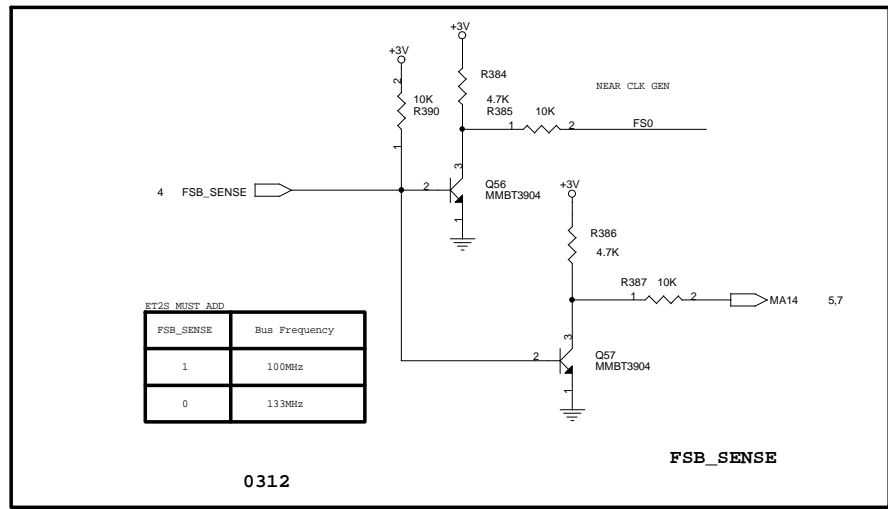 +3V
+3V
2
10K
R390
1
R384
4.7K
R385
1
10K
2
NEAR CLK GEN
FS0
4 FSB_SENSE
2
3
1
Q56
MMBT3904
+3V
R386
4.7K
R387 10K
1
2
MA14 5,7
2
3
1
Q57
MMBT3904
ET2S MUST ADD
FSB_SENSE Bus Frequency
1 100MHz
0 133MHz
FSB_SENSE
0312